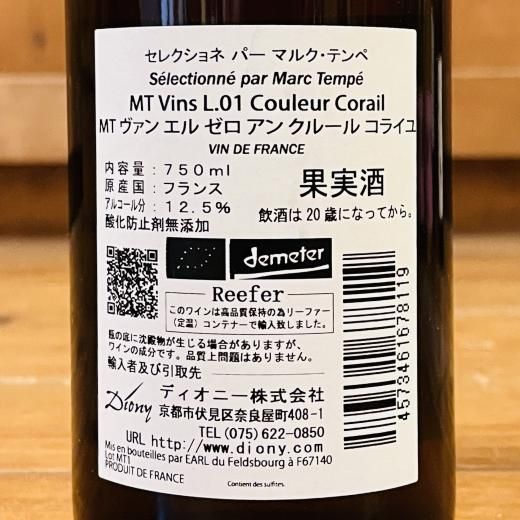 セレクショネ パー マルク・テンペ
Sélectionné par Marc Tempé
MT Vins L.01 Couleur Corail
MT ヴァン エル ゼロ アン クルール コライユ
VIN DE FRANCE
内容量：750ml
原産国：フランス
アルコール分：12.5%
酸化防止剤無添加
果実酒
飲酒は20歳になってから。
demeter
Reefer
このワインは高品質保持の為リーファー
（定温）コンテナーで輸入致しました。
瓶の底に沈殿物が生じる場合がありますが、
ワインの成分です。品質上問題はありません。
輸入者及び引取先
Diony
ディオニー株式会社
京都市伏見区奈良屋町408-1
TEL (075) 622-0850
URL http://www.diony.com/
Mis en bouteilles par EARL du Feldsbourg à F67140
Lot MT1
PRODUIT DE FRANCE
Contient des sulfites.
4573461678119